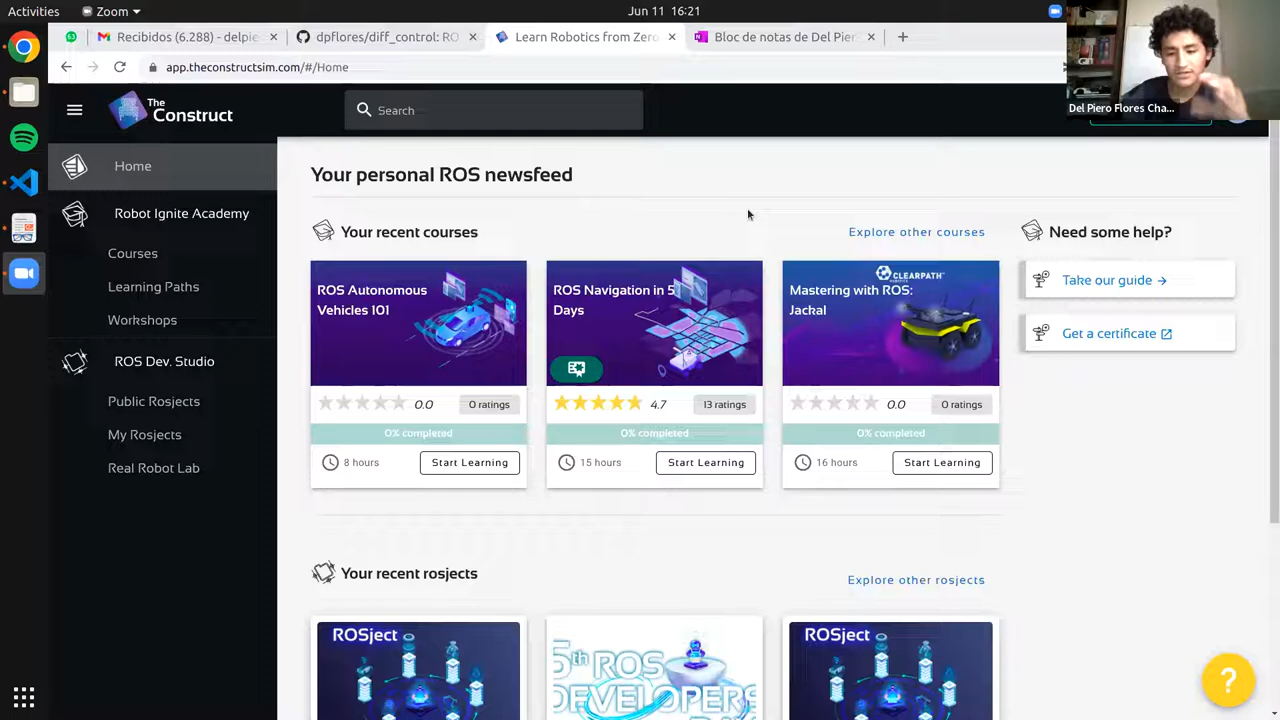 Activities
Zoom
Jun 11 16:21
63
Recibidos (6.288) - delpie
dpflores/diff_control: RO
Learn Robotics from Zero
Bloc de notas de Del Pier
app.theconstructsim.com/#/Home
Del Piero Flores Cha...
The
Construct
Search
Home
Robot Ignite Academy
Courses
Learning Paths
Workshops
ROS Dev. Studio
Public Rosjects
My Rosjects
Real Robot Lab
Your personal ROS newsfeed
Your recent courses
Explore other courses
Need some help?
Take our guide →
Get a certificate
ROS Autonomous
Vehicles 101
0.0
0 ratings
0% completed
8 hours
Start Learning
ROS Navigation in 5
Days
4.7
13 ratings
0% completed
15 hours
Start Learning
CLEARPATH
ROBOTICS
Mastering with ROS:
Jackal
0.0
0 ratings
0% completed
16 hours
Start Learning
Your recent rosjects
Explore other rosjects
ROSject
5th ROS
DEVELOPERS
ROSject
?